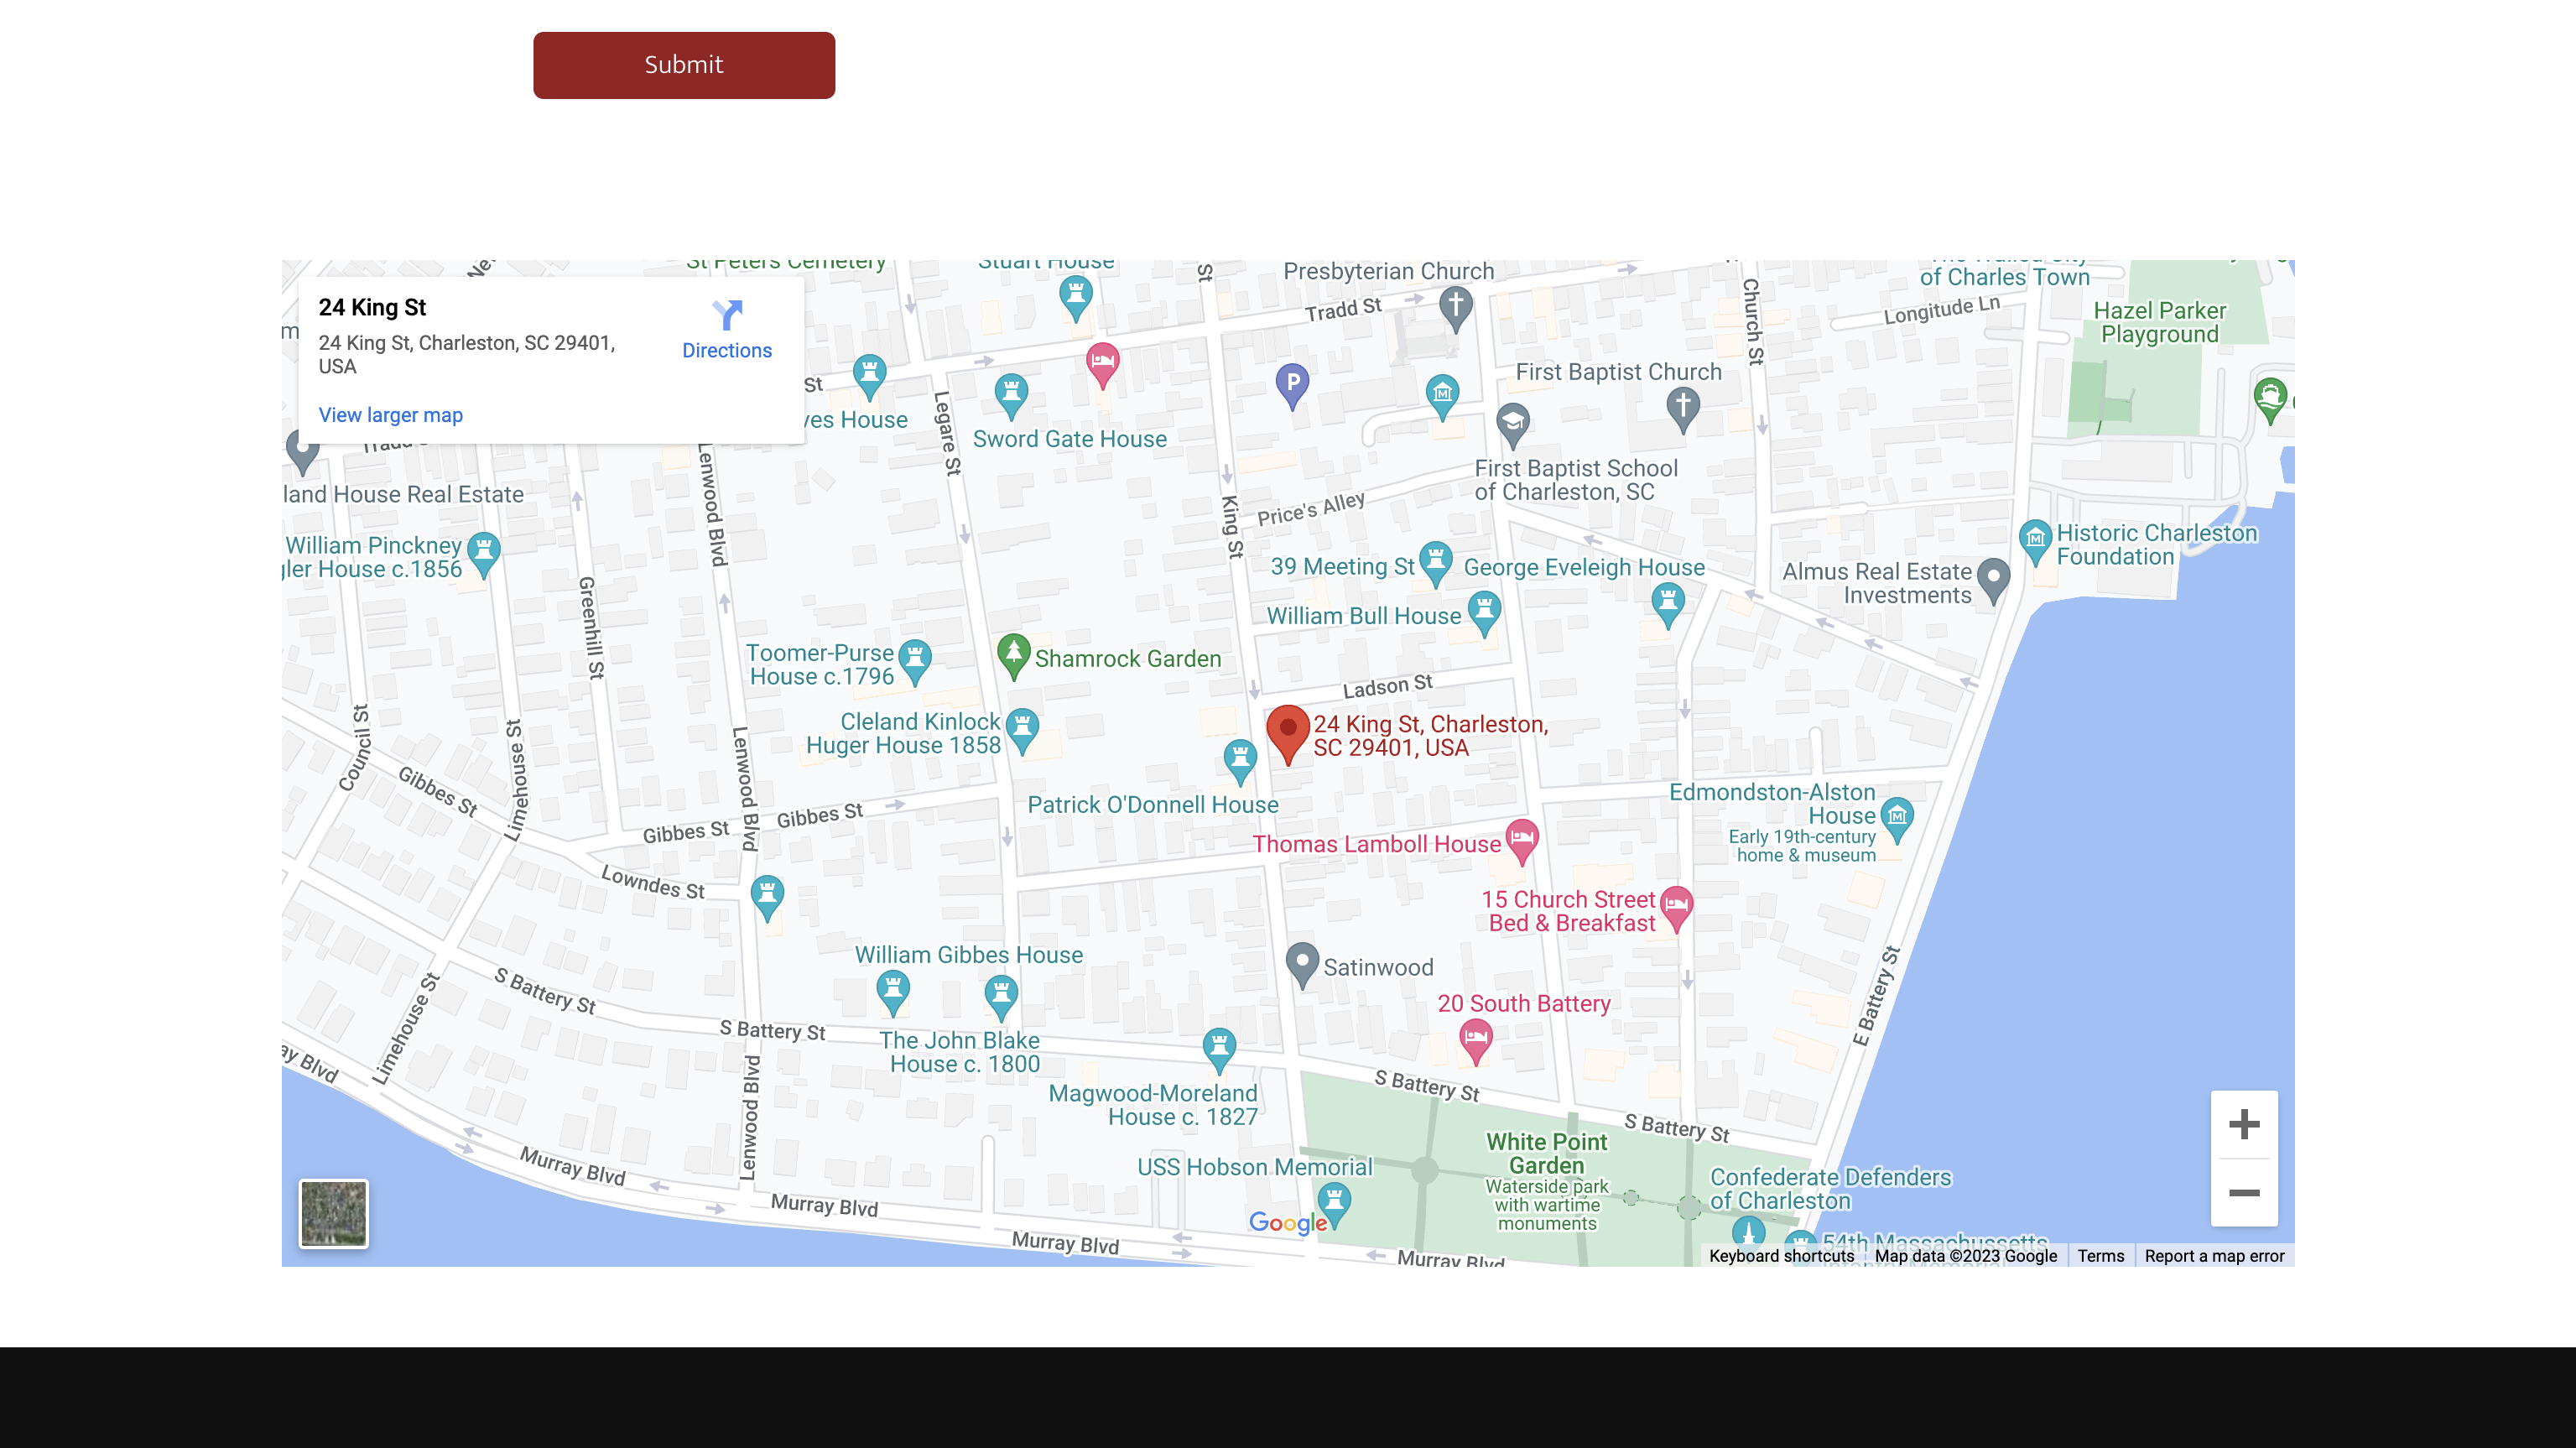 Submit
St Peters Cemetery
Stuart House
St
Presbyterian Church
of Charles Town
Longitude Ln
Hazel Parker
Playground
Tradd St
Church St
24 King St
24 King St, Charleston, SC 29401,
USA
Directions
View larger map
St
yes House
Legare St
Sword Gate House
P
First Baptist Church
First Baptist School
of Charleston, SC
land House Real Estate
Lenwood Blvd
King St
Price's Alley
William Pinckney
gler House c.1856
Greenhill St
39 Meeting St
George Eveleigh House
William Bull House
Almus Real Estate
Investments
Historic Charleston
Foundation
Toomer-Purse
House c.1796
Shamrock Garden
Ladson St
Cleland Kinlock
Huger House 1858
24 King St, Charleston,
SC 29401, USA
Council St
Limehouse St
Lenwood Blvd
Gibbes St
Gibbes St
Gibbes St
Patrick O'Donnell House
Edmondston-Alston
House
Early 19th-century
home & museum
Thomas Lamboll House
Lowndes St
15 Church Street
Bed & Breakfast
William Gibbes House
Satinwood
S Battery St
Limehouse St
S Battery St
20 South Battery
E Battery St
The John Blake
House c. 1800
ay Blvd
Lenwood Blvd
Magwood-Moreland
House c. 1827
S Battery St
S Battery St
White Point
Garden
Waterside park
with wartime
monuments
USS Hobson Memorial
Confederate Defenders
of Charleston
Murray Blvd
Murray Blvd
Murray Blvd
Murray Blvd
Google
54th Massachusetts
Keyboard shortcuts
Map data ©2023 Google
Terms
Report a map error